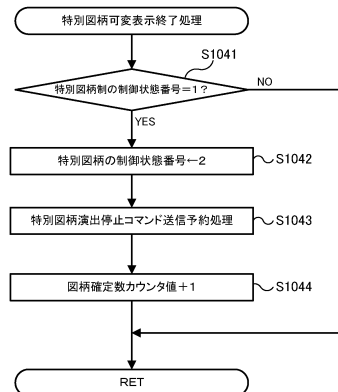 特別図柄可変表示終了処理
S1041
特別図柄制の制御状態番号=1?
NO
YES
特別図柄の制御状態番号←2
S1042
特別図柄演出停止コマンド送信予約処理
S1043
図柄確定数カウンタ値+1
S1044
RET